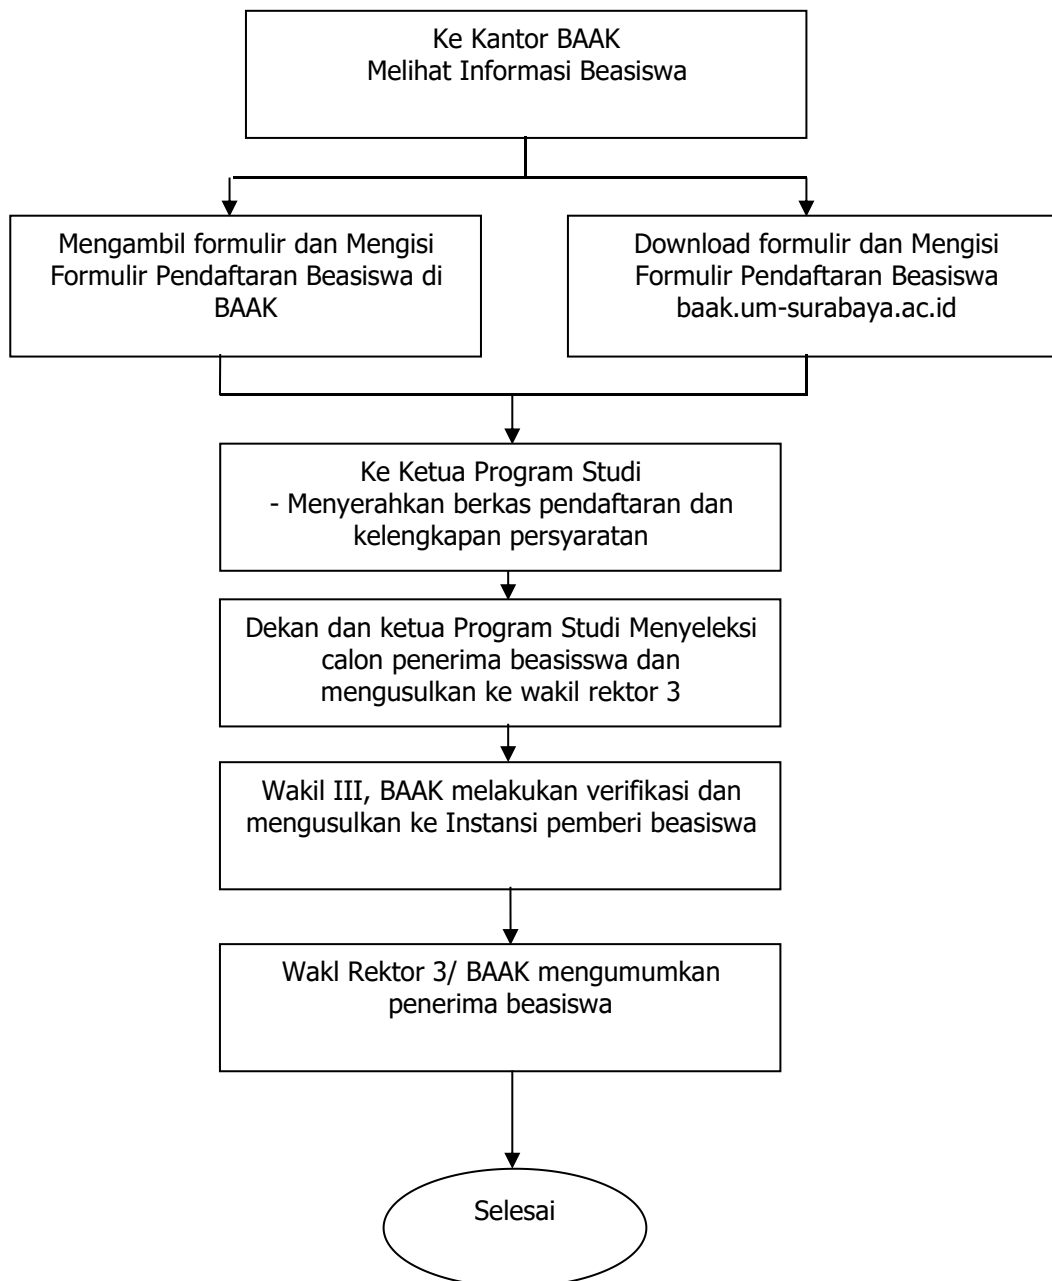 Ke Kantor BAAK
Melihat Informasi Beasiswa
Mengambil formulir dan Mengisi
Formulir Pendaftaran Beasiswa di
BAAK
Download formulir dan Mengisi
Formulir Pendaftaran Beasiswa
baak.um-surabaya.ac.id
Ke Ketua Program Studi
- Menyerahkan berkas pendaftaran dan
kelengkapan persyaratan
Dekan dan ketua Program Studi Menyeleksi
calon penerima beasisswa dan
mengusulkan ke wakil rektor 3
Wakil III, BAAK melakukan verifikasi dan
mengusulkan ke Instansi pemberi beasiswa
Wakl Rektor 3/ BAAK mengumumkan
penerima beasiswa
Selesai